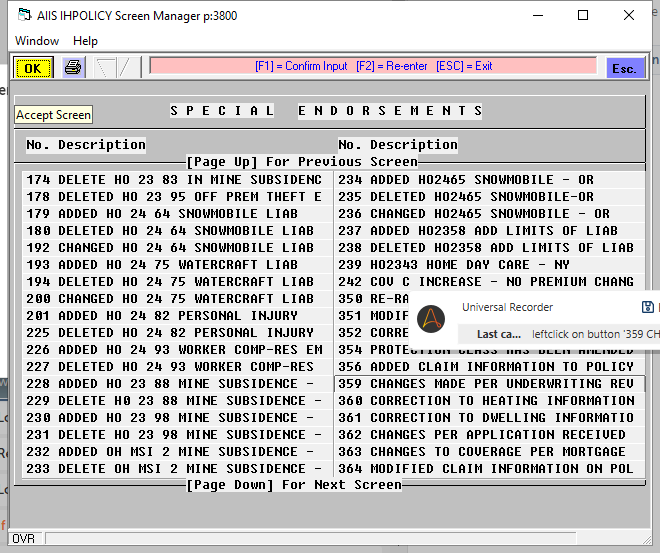 AIIS IHPOLICY Screen Manager p:3800
Window Help
OK
[F1] = Confirm Input [F2] = Re-enter [ESC] = Exit
Esc.
Accept Screen
SPECIAL ENDORSEMENTS
No. Description
No. Description
[Page Up] For Previous Screen
174 DELETE HO 23 83 IN MINE SUBSIDENC
178 DELETED HO 23 95 OFF PREM THEFT E
179 ADDED HO 24 64 SNOWMOBILE LIAB
180 DELETED HO 24 64 SNOWMOBILE LIAB
192 CHANGED HO 24 64 SNOWMOBILE LIAB
193 ADDED HO 24 75 WATERCRAFT LIAB
194 DELETED HO 24 75 WATERCRAFT LIAB
200 CHANGED HO 24 75 WATERCRAFT LIAB
201 ADDED HO 24 82 PERSONAL INJURY
225 DELETED HO 24 82 PERSONAL INJURY
226 ADDED HO 24 93 WORKER COMP-RES EM
227 DELETED HO 24 93 WORKER COMP-RES
228 ADDED HO 23 88 MINE SUBSIDENCE -
229 DELETE HO 23 88 MINE SUBSIDENCE -
230 ADDED HO 23 98 MINE SUBSIDENCE -
231 DELETE HO 23 98 MINE SUBSIDENCE -
232 ADDED OH MSI 2 MINE SUBSIDENCE -
233 DELETE OH MSI 2 MINE SUBSIDENCE -
234 ADDED HO2465 SNOWMOBILE - OR
235 DELETED HO2465 SNOWMOBILE-OR
236 CHANGED HO2465 SNOWMOBILE - OR
237 ADDED HO2358 ADD LIMITS OF LIAB
238 DELETED HO2358 ADD LIMITS OF LIAB
239 HO2343 HOME DAY CARE - NY
242 COV C INCREASE - NO PREMIUM CHANG
350 RE-RA
351 MODIF
352 CORRE
354 PROTECTION CLASS HAS BEEN AMENDED
356 ADDED CLAIM INFORMATION TO POLICY
359 CHANGES MADE PER UNDERWRITING REV
360 CORRECTION TO HEATING INFORMATION
361 CORRECTION TO DWELLING INFORMATIO
362 CHANGES PER APPLICATION RECEIVED
363 CHANGES TO COVERAGE PER MORTGAGE
364 MODIFIED CLAIM INFORMATION ON POL
[Page Down] For Next Screen
Universal Recorder
Last ca... leftclick on button '359 CH
OVR